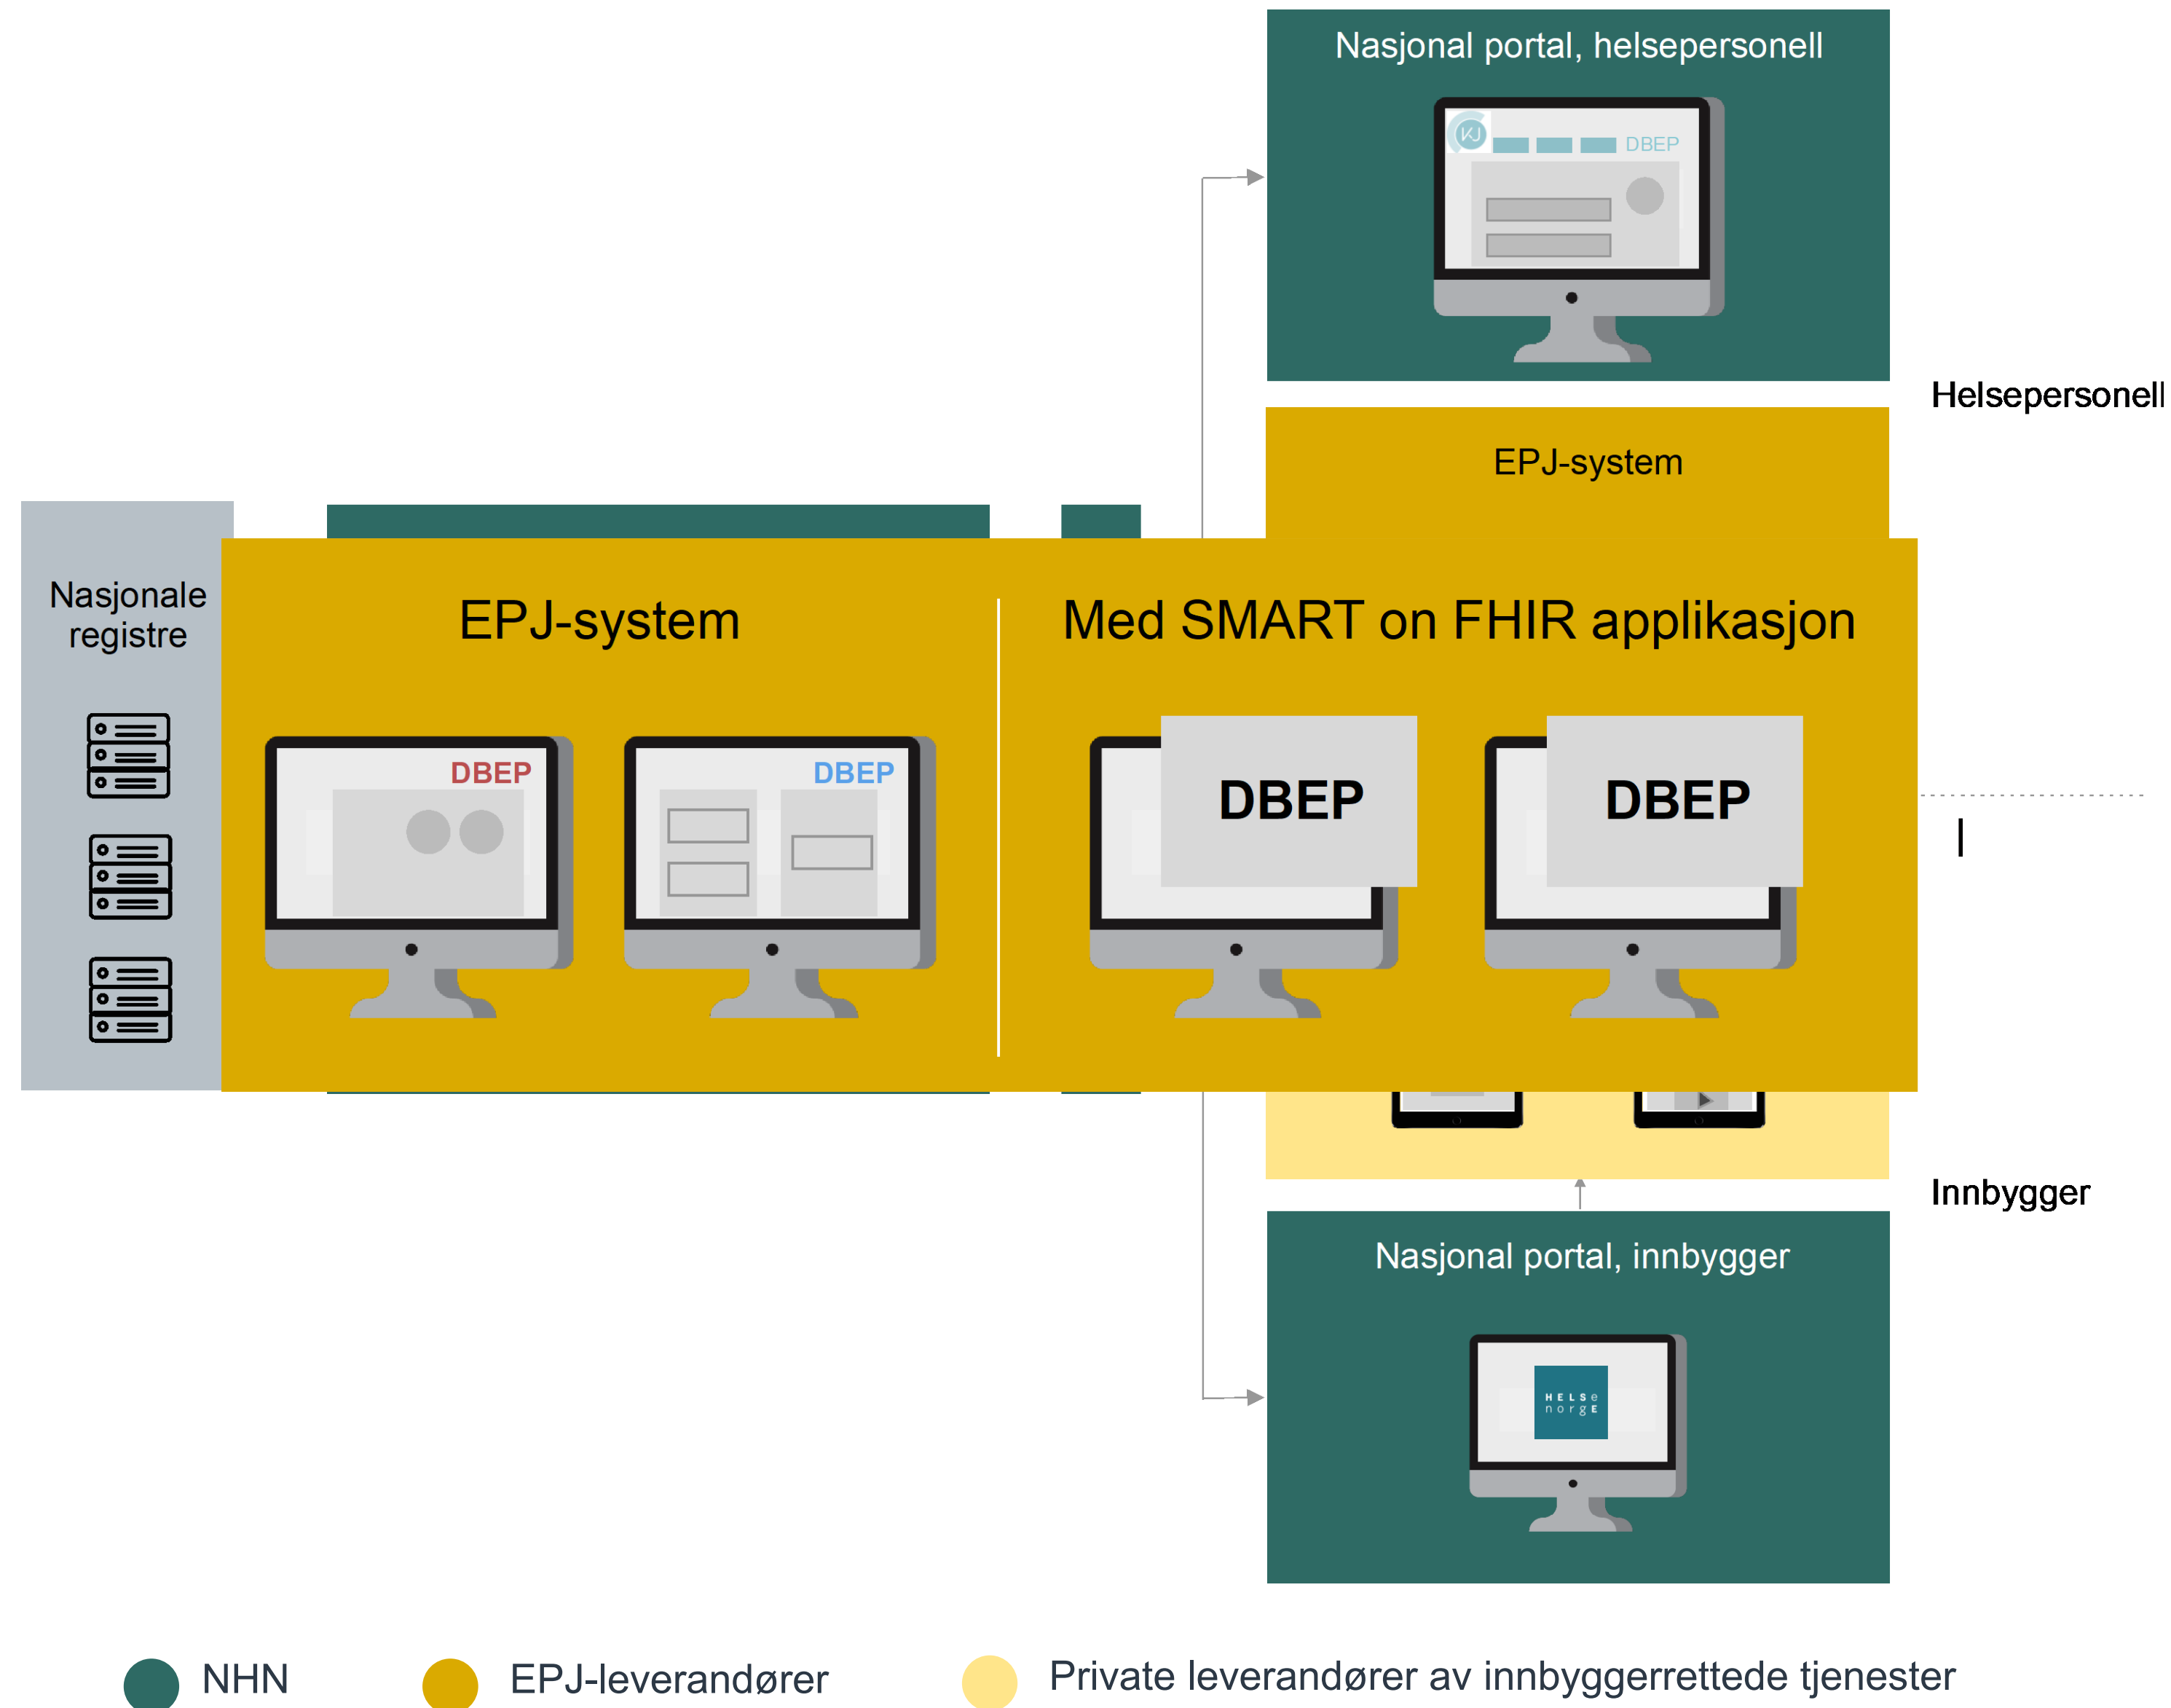 Nasjonal portal, helsepersonell
KJ
DBEP
Helsepersonell
EPJ-system
Nasjonale
registre
EPJ-system
Med SMART on FHIR applikasjon
DBEP
DBEP
DBEP
DBEP
Innbygger
Nasjonal portal, innbygger
HELSe
norgE
NHN
EPJ-leverandører
Private leverandører av innbyggerrettede tjenester